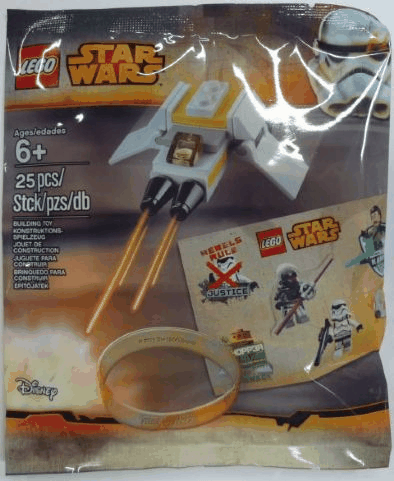 LEGO STAR WARS
Ages/edades
6+
25 pcs/
Stck/pzs/db
BUILDING TOY
KONSTRUKTIONS-
SPIELZEUG
JOUET DE
CONSTRUCTION
JUGUETE PARA
CONSTRUIR
BRINQUEDO PARA
CONSTRUIR
ÉPÍTŐJÁTÉK
LEGO STAR WARS
REBELS
RULE
JUSTICE
CHOPPER
Disney